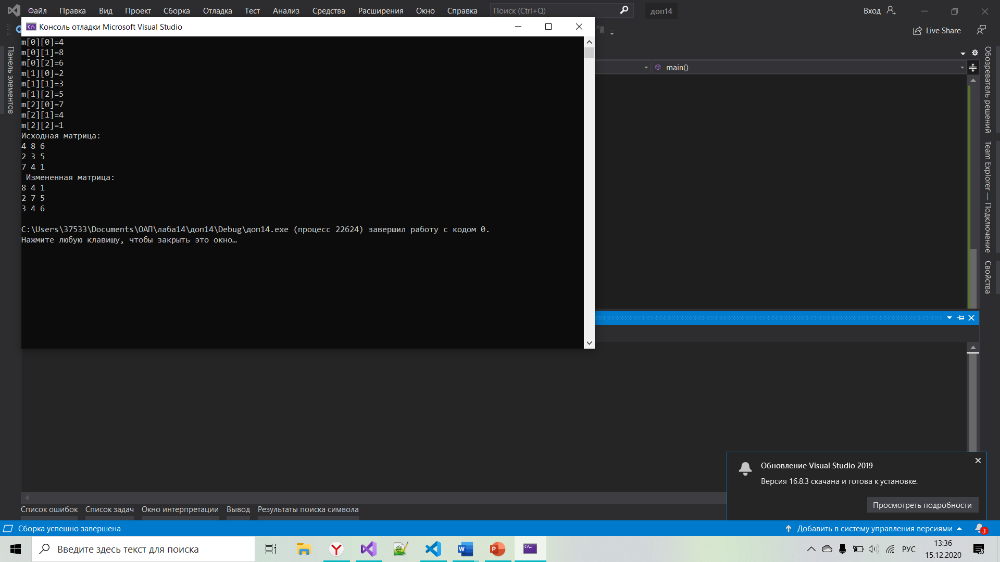 Файл Правка Вид Проект Сборка Отладка Тест Анализ Средства Расширения Окно Справка Поиск (Ctrl+Q) доп14 Вход
Консоль отладки Microsoft Visual Studio
Live Share
main()
Панель элементов
Обозреватель решений
Team Explorer — Подключение
Свойства
m[0][0]=4
m[0][1]=8
m[0][2]=6
m[1][0]=2
m[1][1]=3
m[1][2]=5
m[2][0]=7
m[2][1]=4
m[2][2]=1
Исходная матрица:
4 8 6
2 3 5
7 4 1
Измененная матрица:
8 4 1
2 7 5
3 4 6
C:\Users\37533\Documents\ОАП\лаба14\доп14\Debug\доп14.exe (процесс 22624) завершил работу с кодом 0.
Нажмите любую клавишу, чтобы закрыть это окно…
Обновление Visual Studio 2019
Версия 16.8.3 скачана и готова к установке.
Просмотреть подробности
Список ошибок Список задач Окно интерпретации Вывод Результаты поиска символа
Сборка успешно завершена
Добавить в систему управления версиями
3
Введите здесь текст для поиска
РУС
13:36
15.12.2020